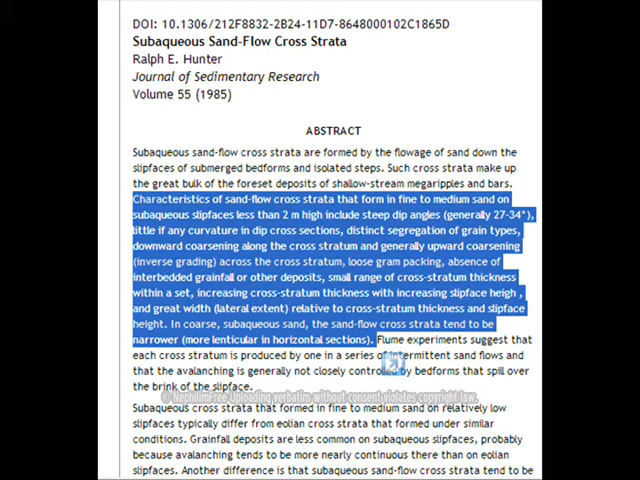 DOI: 10.1306/212F8832-2B24-11D7-8648000102C1865D
Subaqueous Sand-Flow Cross Strata
Ralph E. Hunter
Journal of Sedimentary Research
Volume 55 (1985)
ABSTRACT
Subaqueous sand-flow cross strata are formed by the flowage of sand down the
slipfaces of submerged bedforms and isolated steps. Such cross strata make up
the great bulk of the foreset deposits of shallow-stream megaripples and bars.
Characteristics of sand-flow cross strata that form in fine to medium sand on
subaqueous slipfaces less than 2 m high include steep dip angles (generally 27-34°),
little if any curvature in dip cross sections, distinct segregation of grain types,
downward coarsening along the cross stratum and generally upward coarsening
(inverse grading) across the cross stratum, loose gram packing, absence of
interbedded grainfall or other deposits, small range of cross-stratum thickness
within a set, increasing cross-stratum thickness with increasing slipface heigh ,
and great width (lateral extent) relative to cross-stratum thickness and slipface
height. In coarse, subaqueous sand, the sand-flow cross strata tend to be
narrower (more lenticular in horizontal sections). Flume experiments suggest that
each cross stratum is produced by one in a series of intermittent sand flows and
that the avalanching is generally not closely controlled by bedforms that spill over
the brink of the slipface.
© NephilimFree Uploading verbatim without consent violates copyright law.
Subaqueous cross strata that formed in fine to medium sand on relatively low
slipfaces typically differ from eolian cross strata that formed under similar
conditions. Grainfall deposits are less common on subaqueous slipfaces, probably
because avalanching tends to be more nearly continuous there than on eolian
slipfaces. Another difference is that subaqueous sand-flow cross strata tend to be